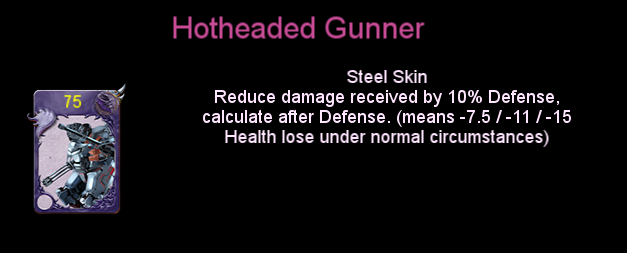 Hotheaded Gunner
Steel Skin
75
Reduce damage received by 10% Defense,
calculate after Defense. (means -7.5 / -11 / -15
Health lose under normal circumstances)